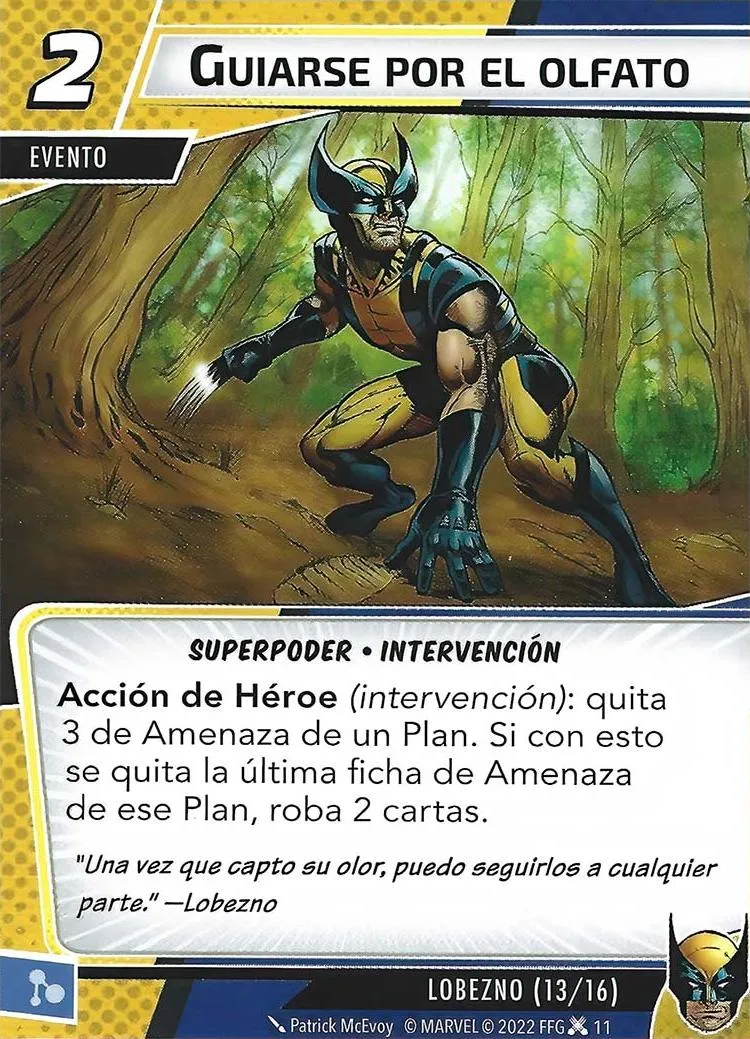 2
GUIARSE POR EL OLFATO
EVENTO
SUPERPODER • INTERVENCIÓN
Acción de Héroe (intervención): quita
3 de Amenaza de un Plan. Si con esto
se quita la última ficha de Amenaza
de ese Plan, roba 2 cartas.
"Una vez que capto su olor, puedo seguirlos a cualquier
parte." —Lobezno
LOBEZNO (13/16)
Patrick McEvoy © MARVEL © 2022 FFG 11